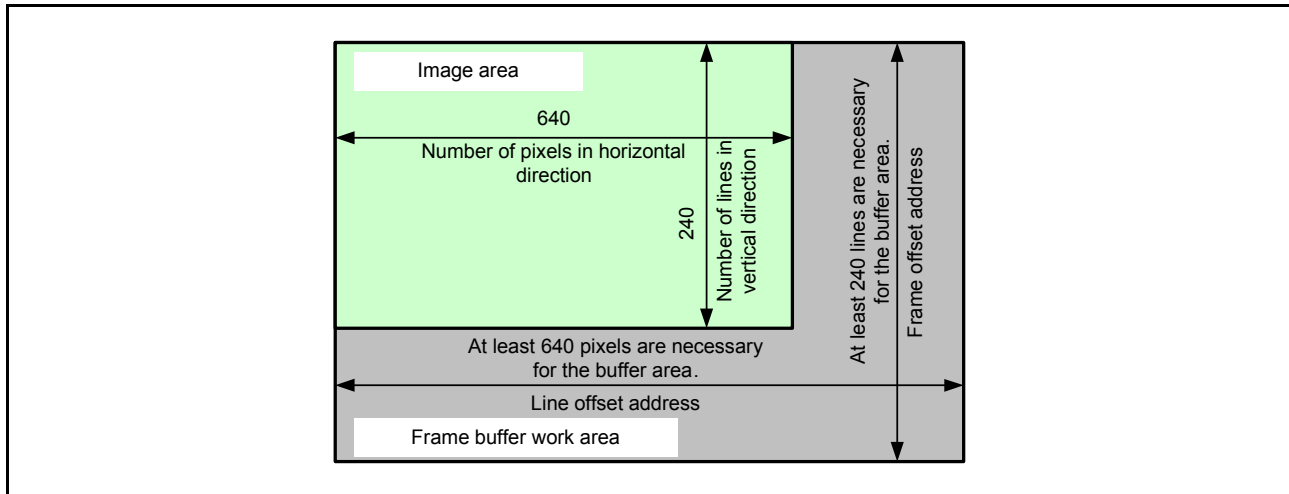 Image area
640
Number of pixels in horizontal
direction
240
Number of lines in
vertical direction
At least 240 lines are necessary
for the buffer area.
Frame offset address
At least 640 pixels are necessary
for the buffer area.
Line offset address
Frame buffer work area